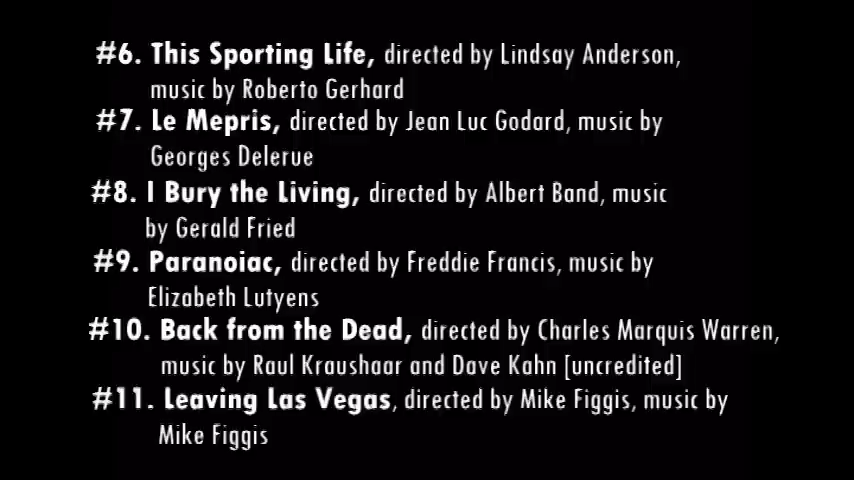 #6. This Sporting Life, directed by Lindsay Anderson,
music by Roberto Gerhard
#7. Le Mepris, directed by Jean Luc Godard, music by
Georges Delerue
#8. I Bury the Living, directed by Albert Band, music
by Gerald Fried
#9. Paranoiac, directed by Freddie Francis, music by
Elizabeth Lutyens
#10. Back from the Dead, directed by Charles Marquis Warren,
music by Raul Kraushaar and Dave Kahn [uncredited]
#11. Leaving Las Vegas, directed by Mike Figgis, music by
Mike Figgis